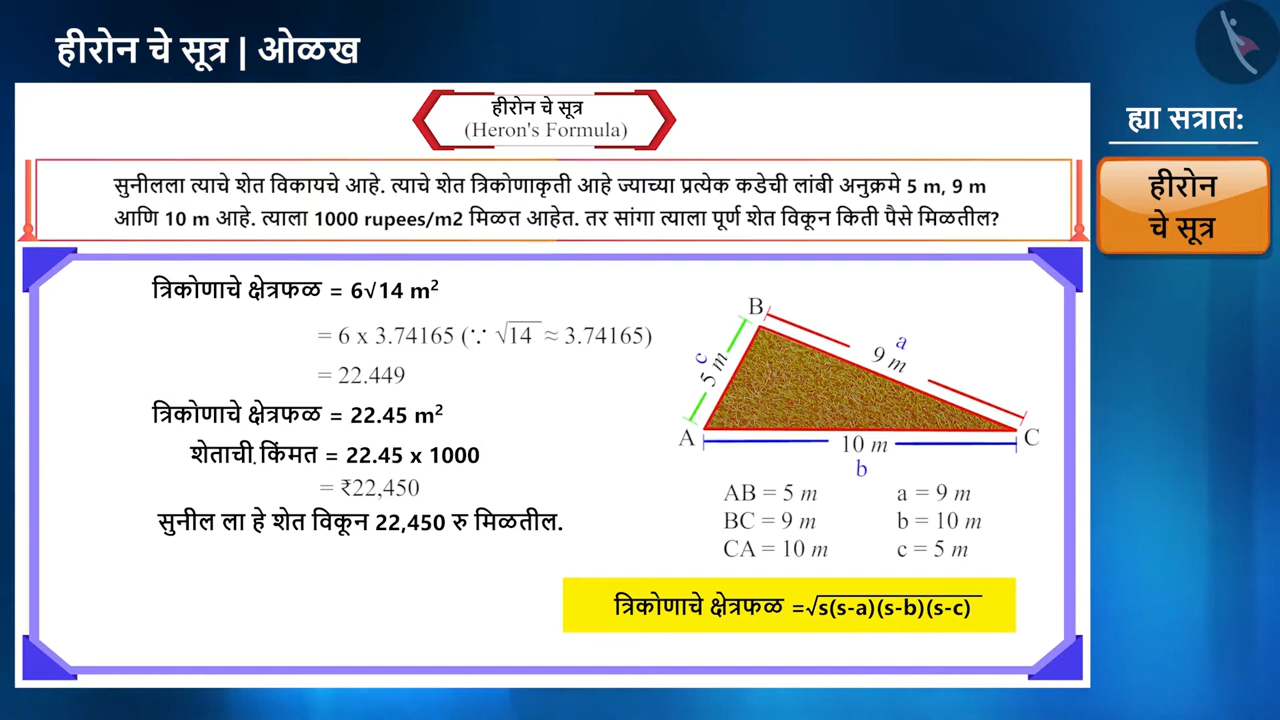 हीरोन चे सूत्र | ओळख
ह्या सत्रात:
हीरोन
चे सूत्र
हीरोन चे सूत्र
(Heron's Formula)
सुनीलला त्याचे शेत विकायचे आहे. त्याचे शेत त्रिकोणाकृती आहे ज्याच्या प्रत्येक कडेची लांबी अनुक्रमे 5 m, 9 m
आणि 10 m आहे. त्याला 1000 rupees/m2 मिळत आहेत. तर सांगा त्याला पूर्ण शेत विकून किती पैसे मिळतील?
त्रिकोणाचे क्षेत्रफळ = 6√14 m²
= 6 x 3.74165 (∵ √14 ≈ 3.74165)
= 22.449
त्रिकोणाचे क्षेत्रफळ = 22.45 m²
शेताची.किंमत = 22.45 x 1000
= ₹22,450
सुनील ला हे शेत विकून 22,450 रु मिळतील.
B
c
5 m
a
9 m
A
10 m
C
b
AB = 5 m a = 9 m
BC = 9 m b = 10 m
CA = 10 m c = 5 m
त्रिकोणाचे क्षेत्रफळ =√s(s-a)(s-b)(s-c)